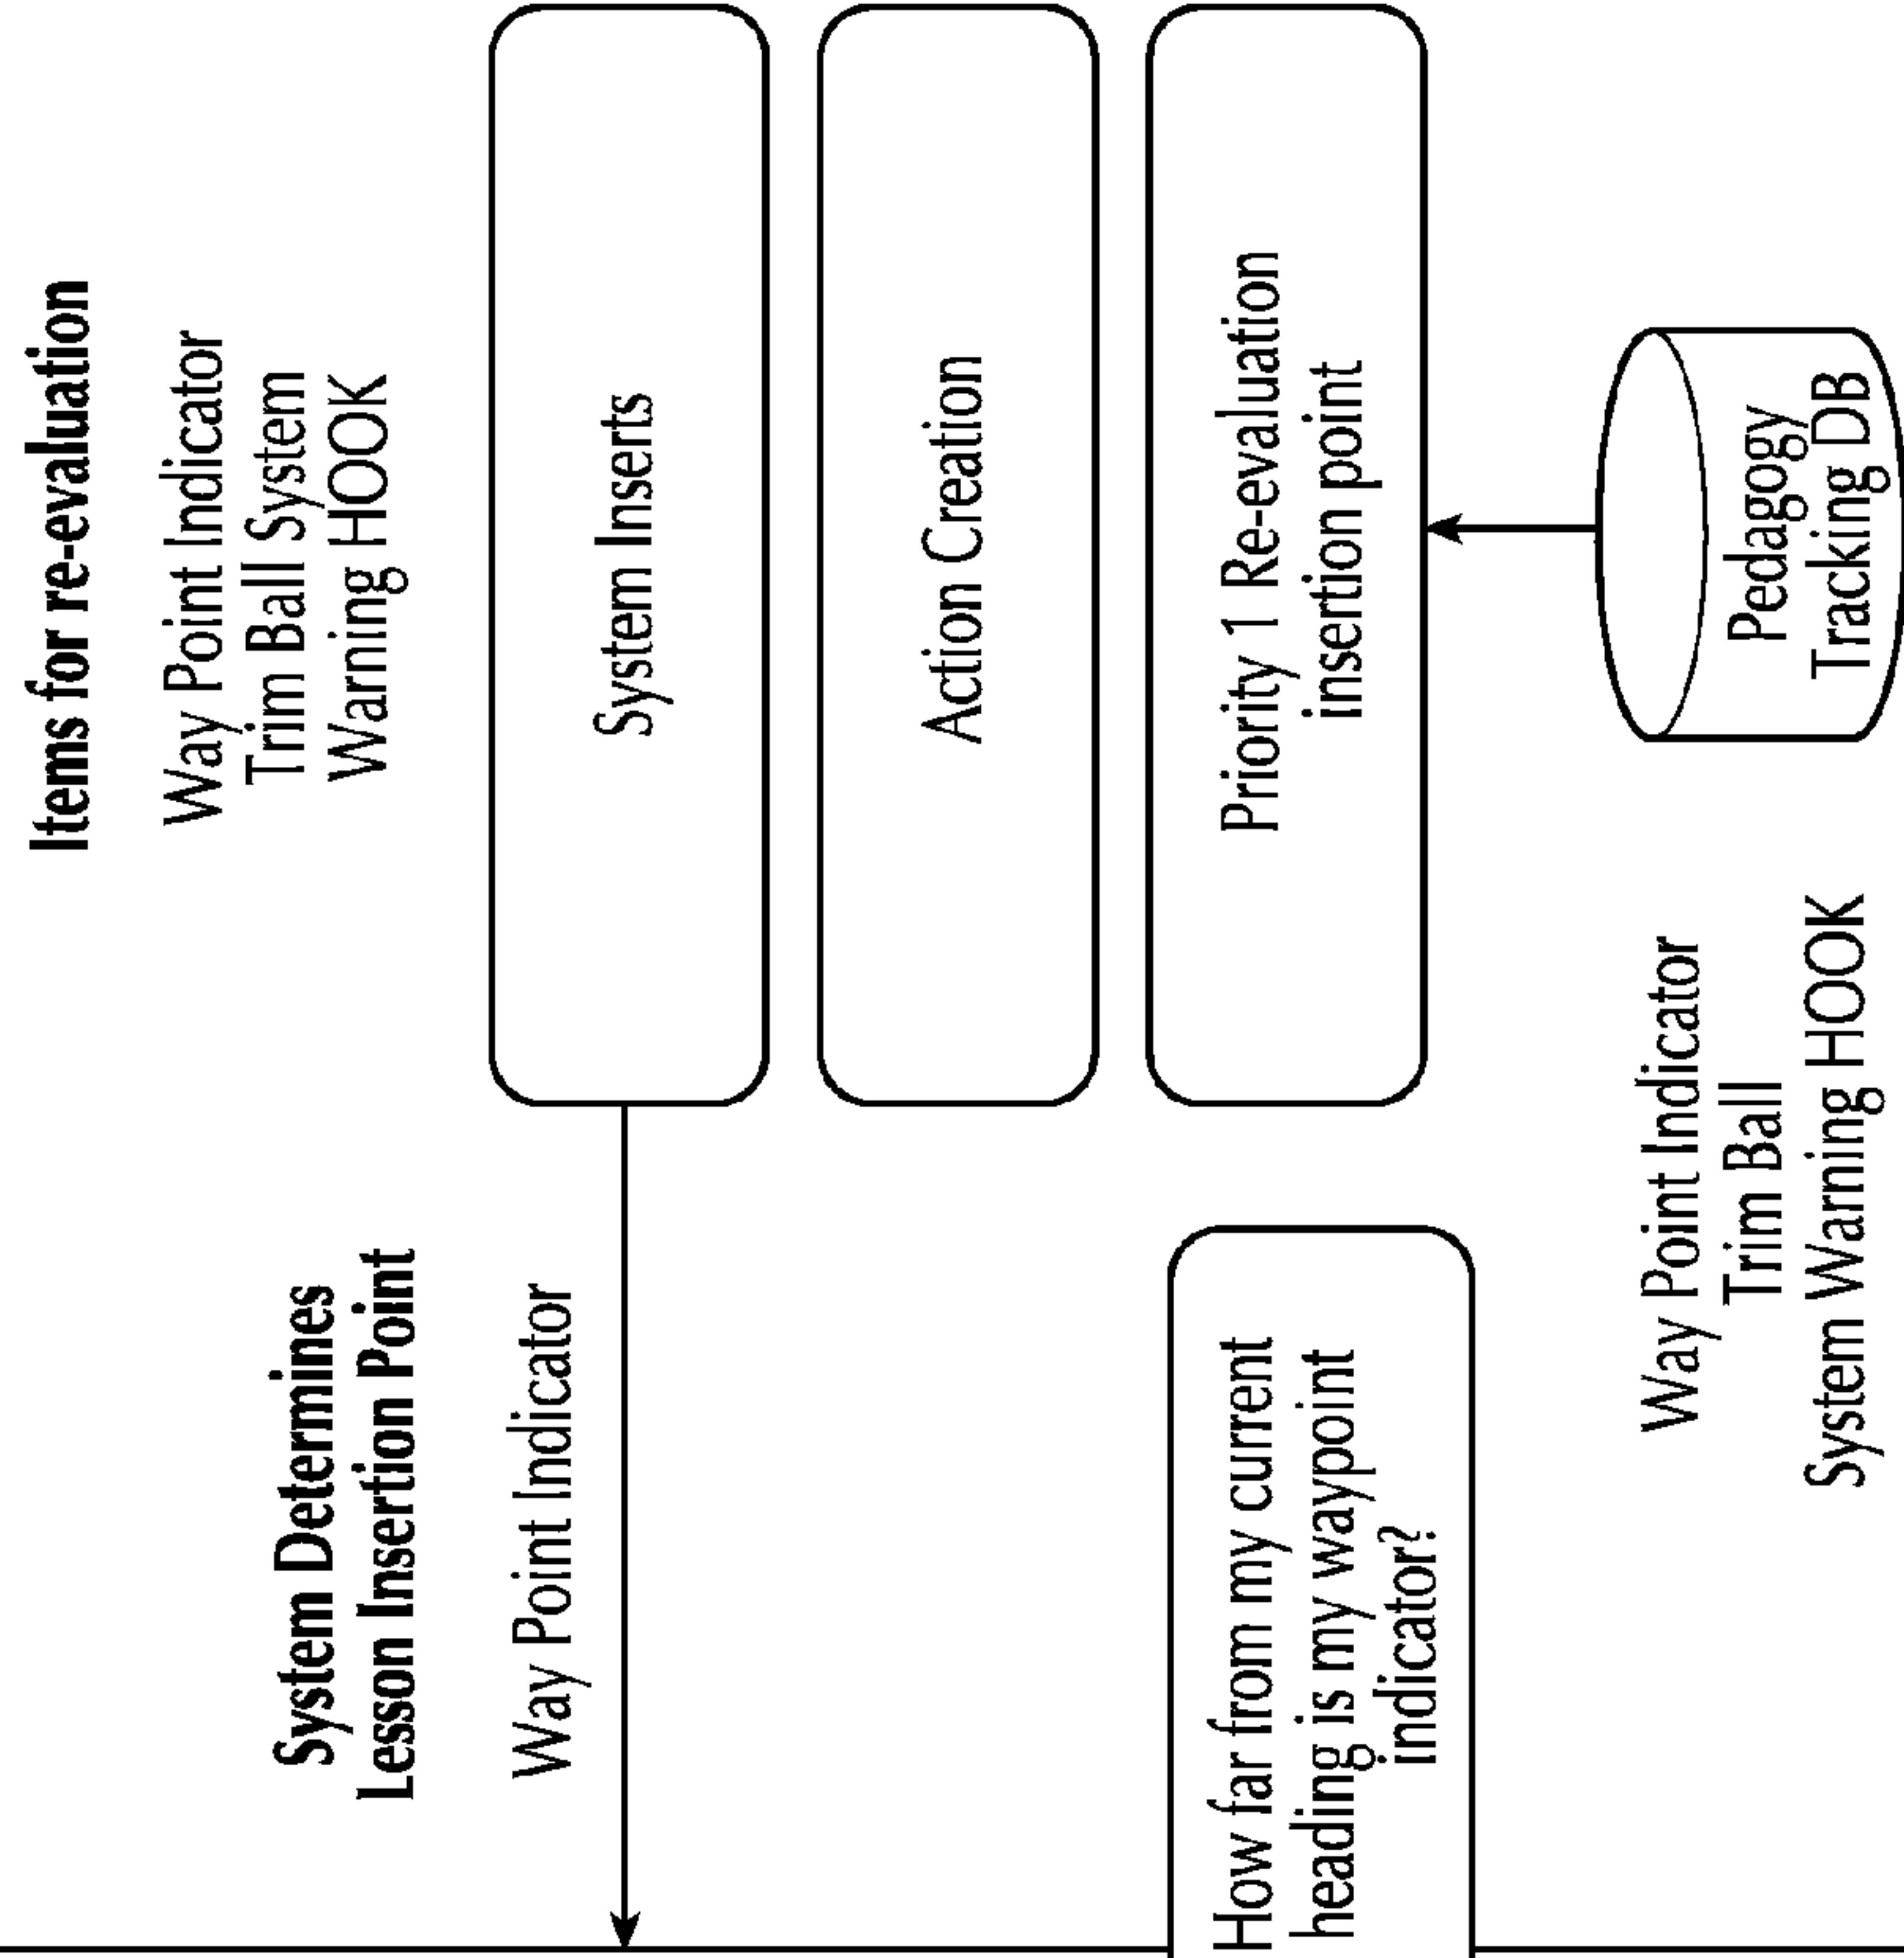 Items for re-evaluation
Way Point Indicator
Trim Ball System
Warning HOOK
System Determines
Lesson Insertion Point
Way Point Indicator
System Inserts
Action Creation
Priority 1 Re-evaluation
insertion point
How far from my current
heading is my waypoint
indicator?
Way Point Indicator
Trim Ball
System Warning HOOK
Pedagogy
Tracking DB